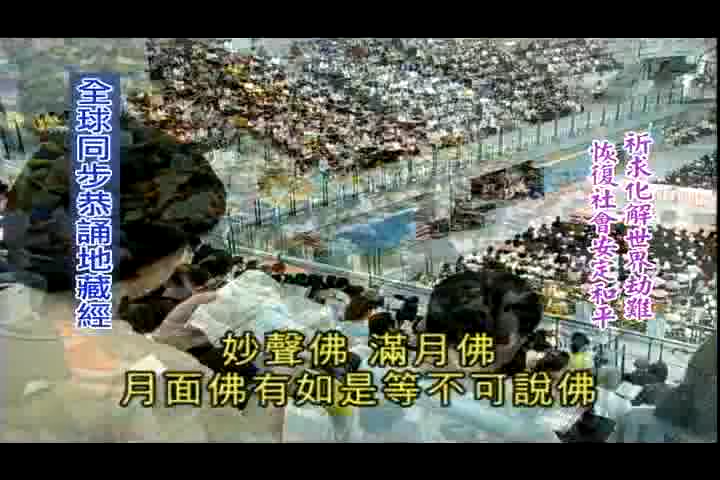 全球同步恭誦地藏經
祈求化解世界劫難
恢復社會安定和平
妙聲佛 滿月佛
月面佛有如是等不可說佛